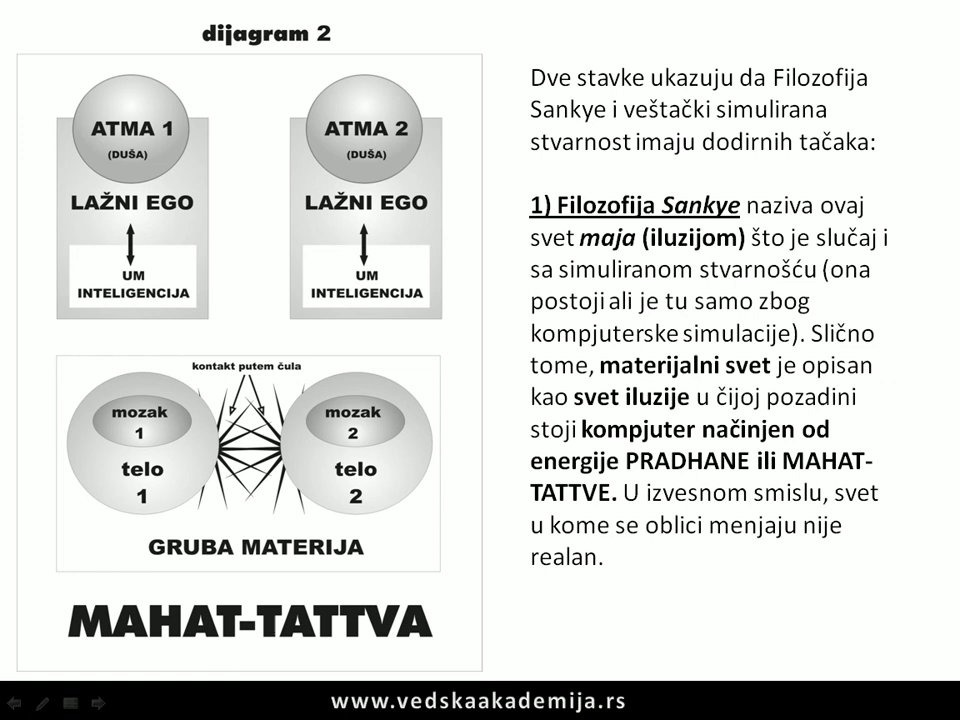 dijagram 2
ATMA 1
(DUŠA)
LAŽNI EGO
UM
INTELIGENCIJA
ATMA 2
(DUŠA)
LAŽNI EGO
UM
INTELIGENCIJA
kontakt putem čula
mozak
1
telo
1
mozak
2
telo
2
GRUBA MATERIJA
MAHAT-TATTVA
Dve stavke ukazuju da Filozofija
Sankye i veštački simulirana
stvarnost imaju dodirnih tačaka:
1) Filozofija Sankye naziva ovaj
svet maja (iluzijom) što je slučaj i
sa simuliranom stvarnošću (ona
postoji ali je tu samo zbog
kompjuterske simulacije). Slično
tome, materijalni svet je opisan
kao svet iluzije u čijoj pozadini
stoji kompjuter načinjen od
energije PRADHANE ili MAHAT-
TATTVE. U izvesnom smislu, svet
u kome se oblici menjaju nije
realan.
www.vedskaakademija.rs